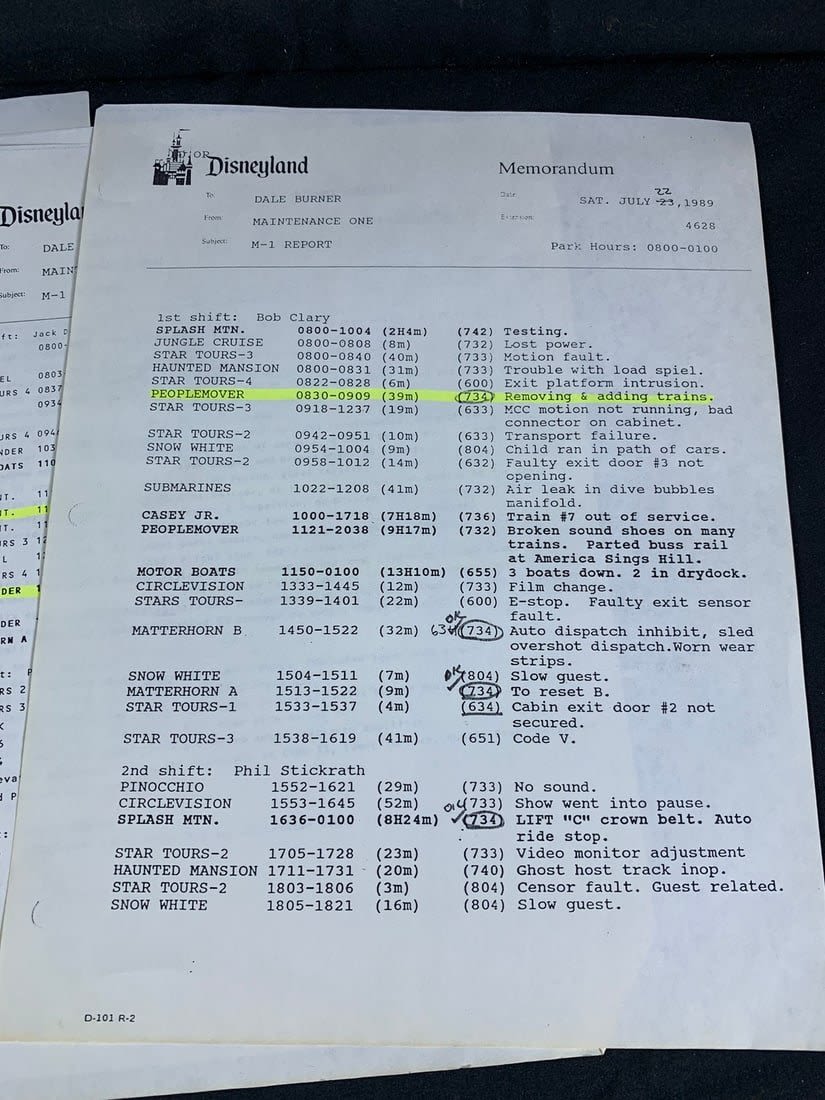 Disneyland Memorandum
To: DALE BURNER Date: SAT. JULY 23 22, 1989
From: MAINTENANCE ONE Extension: 4628
Subject: M-1 REPORT Park Hours: 0800-0100
1st shift: Bob Clary
SPLASH MTN. 0800-1004 (2H4m) (742) Testing.
JUNGLE CRUISE 0800-0808 (8m) (732) Lost power.
STAR TOURS-3 0800-0840 (40m) (733) Motion fault.
HAUNTED MANSION 0800-0831 (31m) (733) Trouble with load spiel.
STAR TOURS-4 0822-0828 (6m) (600) Exit platform intrusion.
PEOPLEMOVER 0830-0909 (39m) (734) Removing & adding trains.
STAR TOURS-3 0918-1237 (19m) (633) MCC motion not running, bad
connector on cabinet.
STAR TOURS-2 0942-0951 (10m) (633) Transport failure.
SNOW WHITE 0954-1004 (9m) (804) Child ran in path of cars.
STAR TOURS-2 0958-1012 (14m) (632) Faulty exit door #3 not
opening.
SUBMARINES 1022-1208 (41m) (732) Air leak in dive bubbles
manifold.
CASEY JR. 1000-1718 (7H18m) (736) Train #7 out of service.
PEOPLEMOVER 1121-2038 (9H17m) (732) Broken sound shoes on many
trains. Parted buss rail
at America Sings Hill.
MOTOR BOATS 1150-0100 (13H10m) (655) 3 boats down. 2 in drydock.
CIRCLEVISION 1333-1445 (12m) (733) Film change.
STARS TOURS- 1339-1401 (22m) (600) E-stop. Faulty exit sensor
fault.
MATTERHORN B 1450-1522 (32m) 634 OK (734) Auto dispatch inhibit, sled
overshot dispatch.Worn wear
strips.
SNOW WHITE 1504-1511 (7m) OK (804) Slow guest.
MATTERHORN A 1513-1522 (9m) (734) To reset B.
STAR TOURS-1 1533-1537 (4m) (634) Cabin exit door #2 not
secured.
STAR TOURS-3 1538-1619 (41m) (651) Code V.
2nd shift: Phil Stickrath
PINOCCHIO 1552-1621 (29m) (733) No sound.
CIRCLEVISION 1553-1645 (52m) (733) Show went into pause.
SPLASH MTN. 1636-0100 (8H24m) (734) LIFT "C" crown belt. Auto
ride stop.
STAR TOURS-2 1705-1728 (23m) (733) Video monitor adjustment
HAUNTED MANSION 1711-1731 (20m) (740) Ghost host track inop.
STAR TOURS-2 1803-1806 (3m) (804) Censor fault. Guest related.
SNOW WHITE 1805-1821 (16m) (804) Slow guest.
D-101 R-2